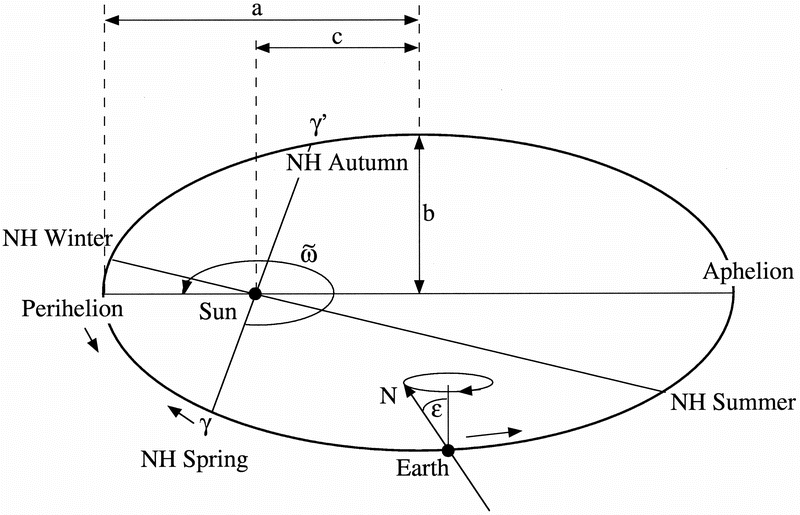 a
c
γ'
NH Autumn
b
NH Winter
ω̃
Aphelion
Perihelion
Sun
N
ε
NH Summer
γ
NH Spring
Earth